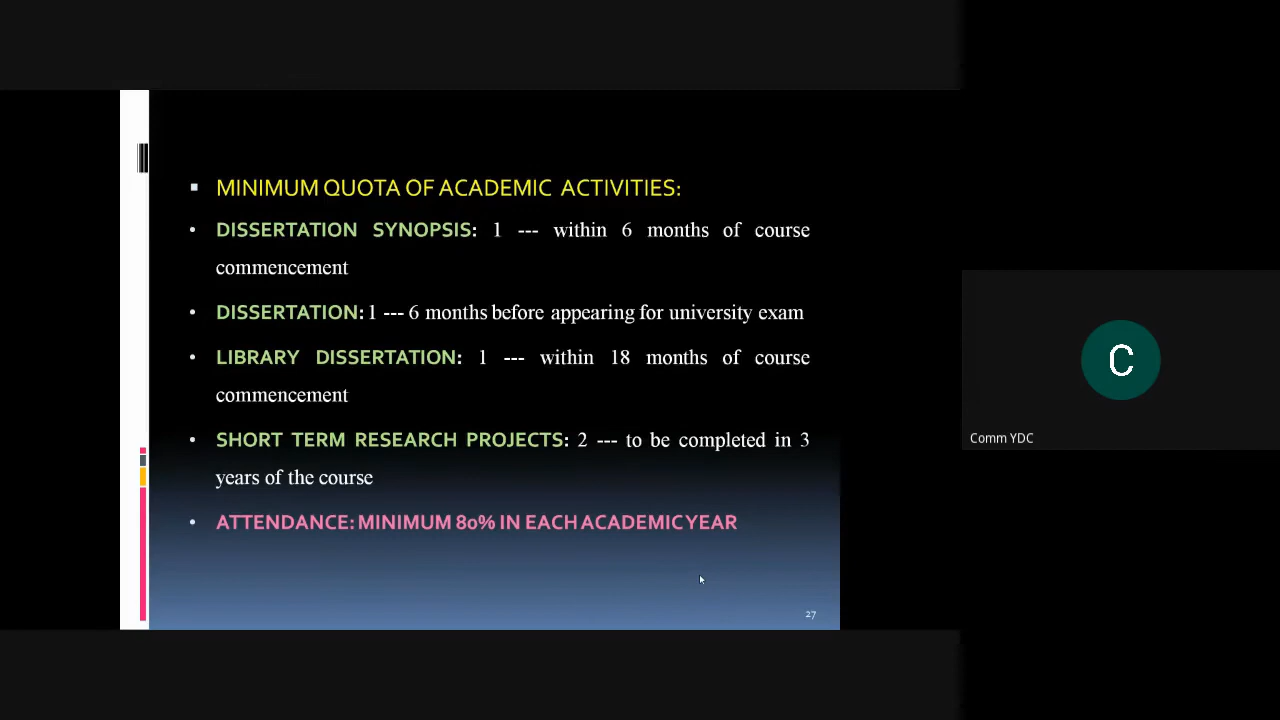 MINIMUM QUOTA OF ACADEMIC ACTIVITIES:
DISSERTATION SYNOPSIS: 1 --- within 6 months of course
commencement
DISSERTATION: 1 --- 6 months before appearing for university exam
LIBRARY DISSERTATION: 1 --- within 18 months of course
commencement
SHORT TERM RESEARCH PROJECTS: 2 --- to be completed in 3
years of the course
ATTENDANCE: MINIMUM 80% IN EACH ACADEMIC YEAR
27
C
Comm YDC